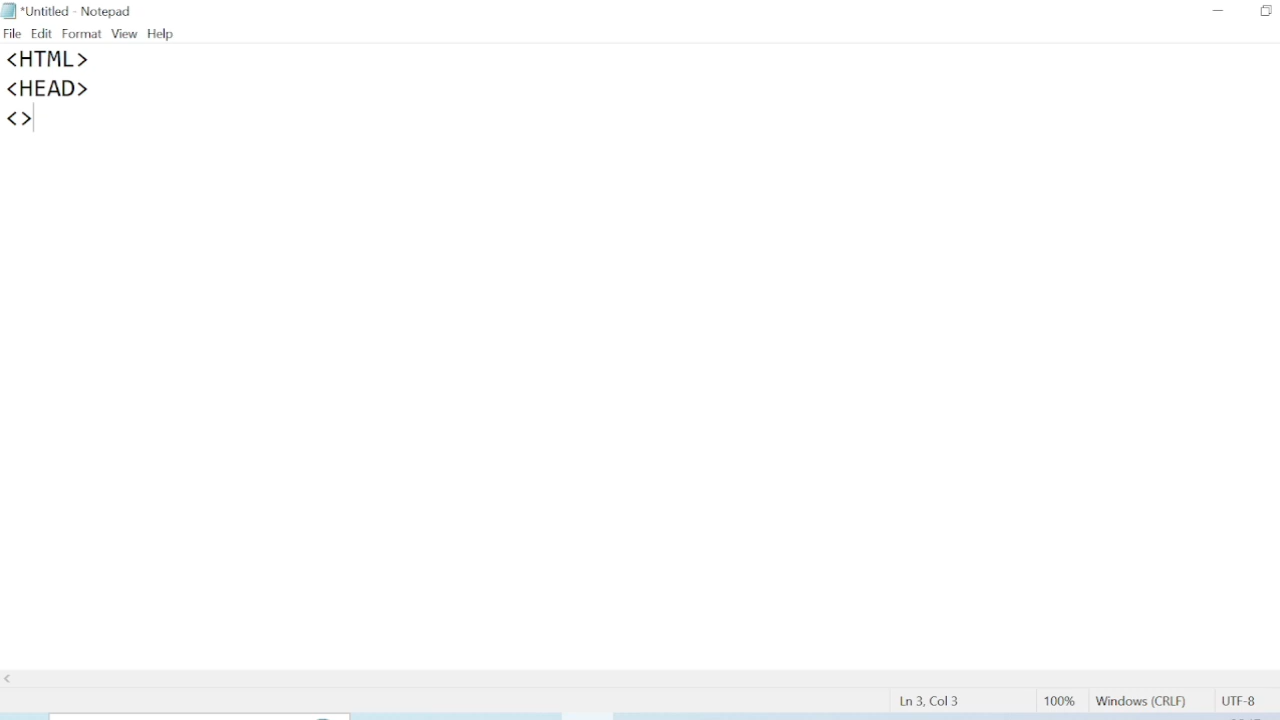 *Untitled - Notepad
File Edit Format View Help
<HTML>
<HEAD>
<>
Ln 3, Col 3 100% Windows (CRLF) UTF-8